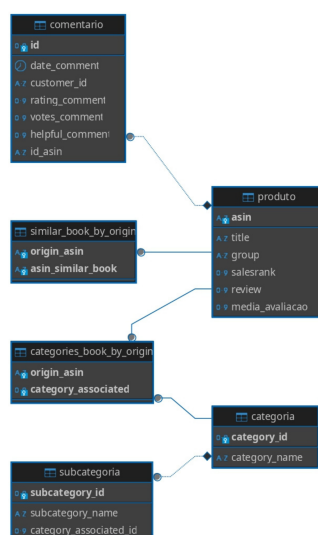 comentario
id
date_comment
customer_id
rating_comment
votes_comment
helpful_comment
id_asin
produto
asin
title
group
salesrank
review
media_avaliacao
similar_book_by_origin
origin_asin
asin_similar_book
categories_book_by_origin
origin_asin
category_associated
categoria
category_id
category_name
subcategoria
subcategory_id
subcategory_name
category_associated_id